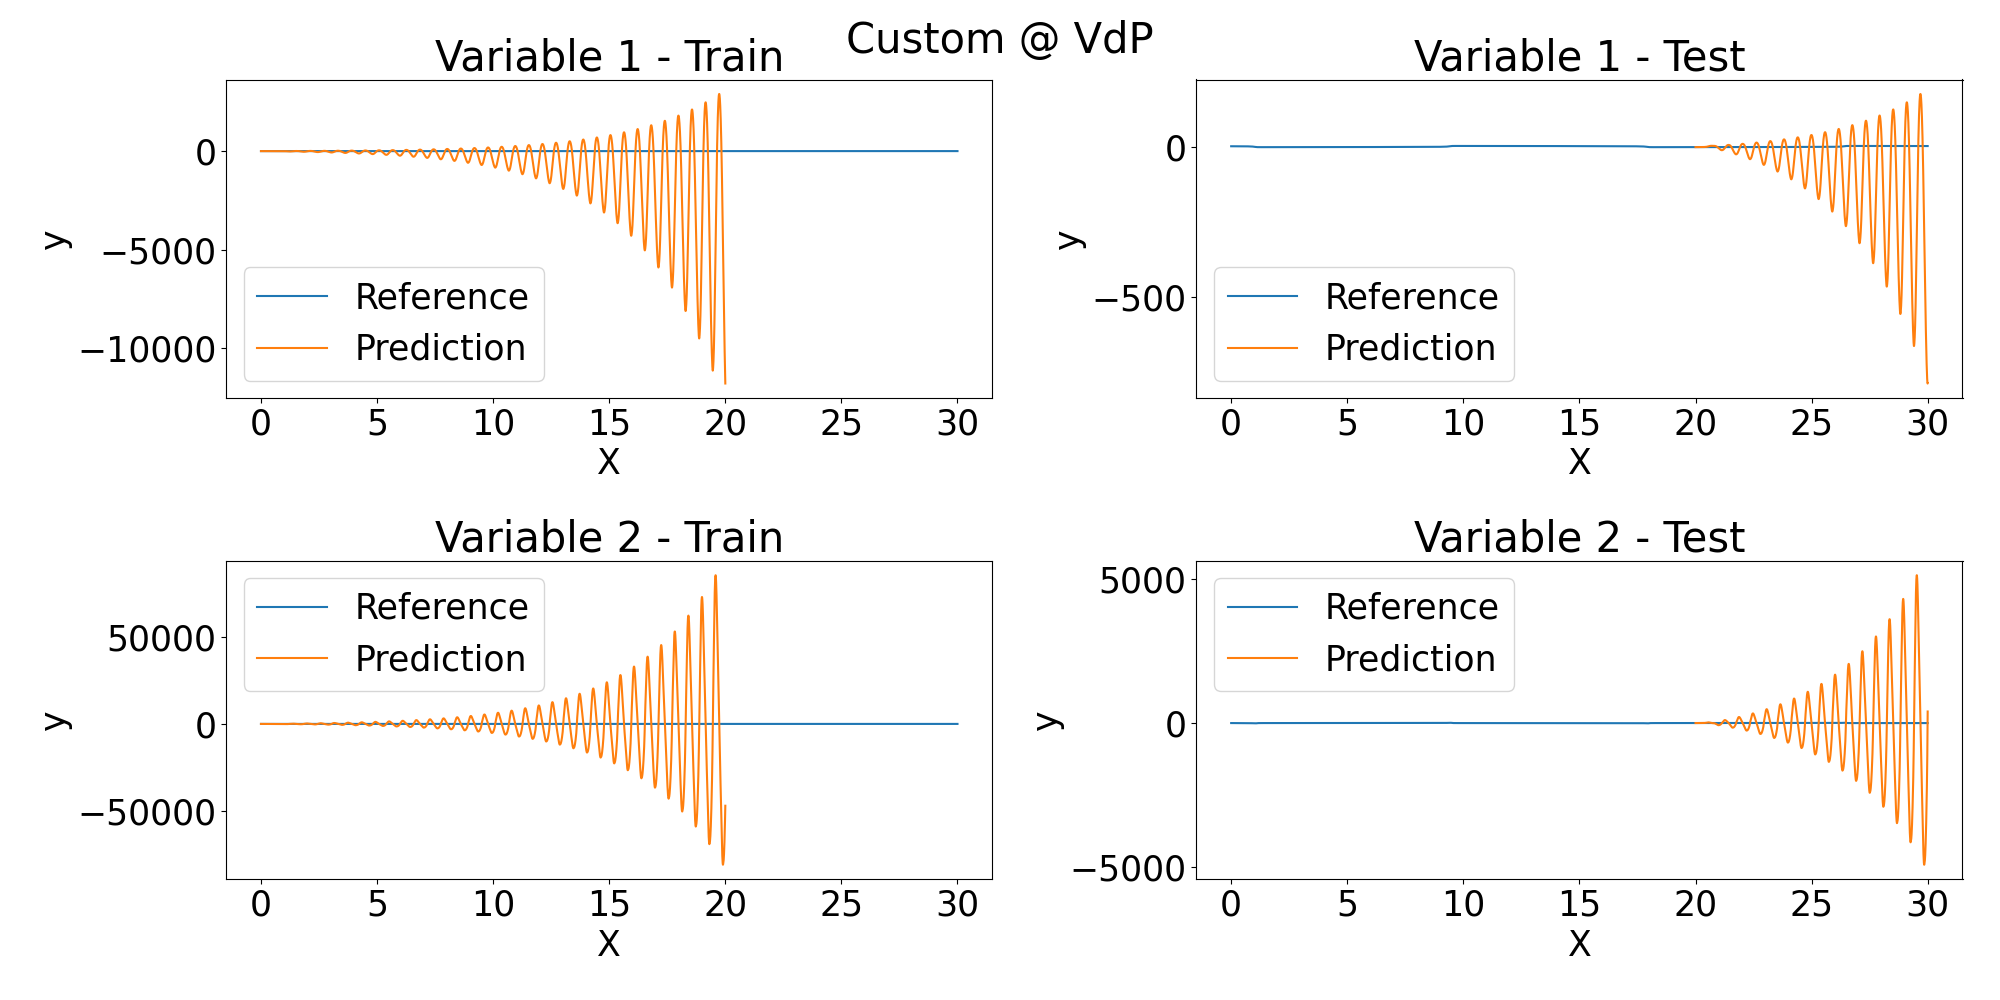 Custom @ VdP
Variable 1 - Train
0
−5000
−10000
y
Reference
Prediction
0 5 10 15 20 25 30
X
Variable 1 - Test
0
−500
y
Reference
Prediction
0 5 10 15 20 25 30
X
Variable 2 - Train
50000
0
−50000
y
Reference
Prediction
0 5 10 15 20 25 30
X
Variable 2 - Test
5000
0
−5000
y
Reference
Prediction
0 5 10 15 20 25 30
X